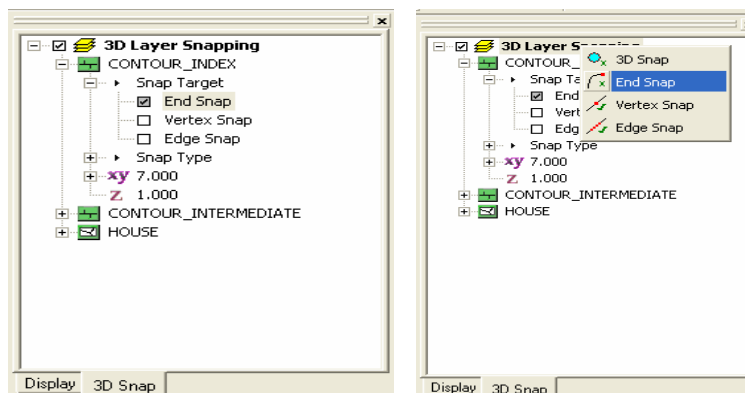 3D Layer Snapping
CONTOUR_INDEX
Snap Target
End Snap
Vertex Snap
Edge Snap
Snap Type
xy 7.000
z 1.000
CONTOUR_INTERMEDIATE
HOUSE
Display 3D Snap
3D Layer
CONTOUR_
Snap Ta
End
Vert
Edg
Snap Type
xy 7.000
z 1.000
CONTOUR_INTERMEDIATE
HOUSE
3D Snap
End Snap
Vertex Snap
Edge Snap
Display 3D Snap